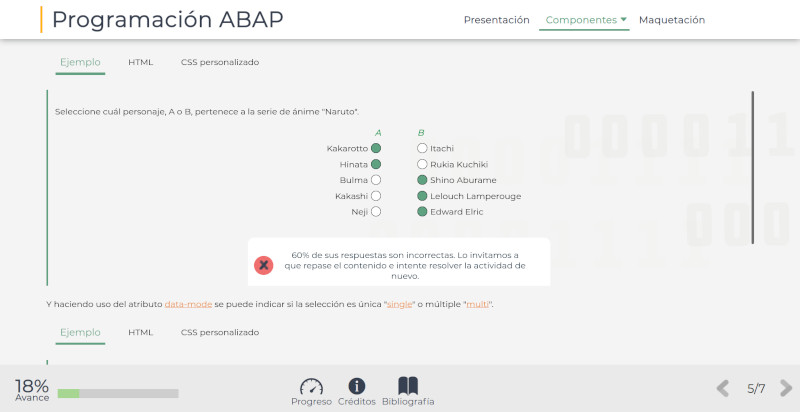 Programación ABAP
Presentación Componentes Maquetación
Ejemplo HTML CSS personalizado
Seleccione cuál personaje, A o B, pertenece a la serie de ánime "Naruto".
A B
Kakarotto Itachi
Hinata Rukia Kuchiki
Bulma Shino Aburame
Kakashi Lelouch Lamperouge
Neji Edward Elric
60% de sus respuestas son incorrectas. Lo invitamos a
que repase el contenido e intente resolver la actividad de
nuevo.
Y haciendo uso del atributo data-mode se puede indicar si la selección es única "single" o múltiple "multi".
Ejemplo HTML CSS personalizado
18%
Avance
Progreso Créditos Bibliografía
5/7